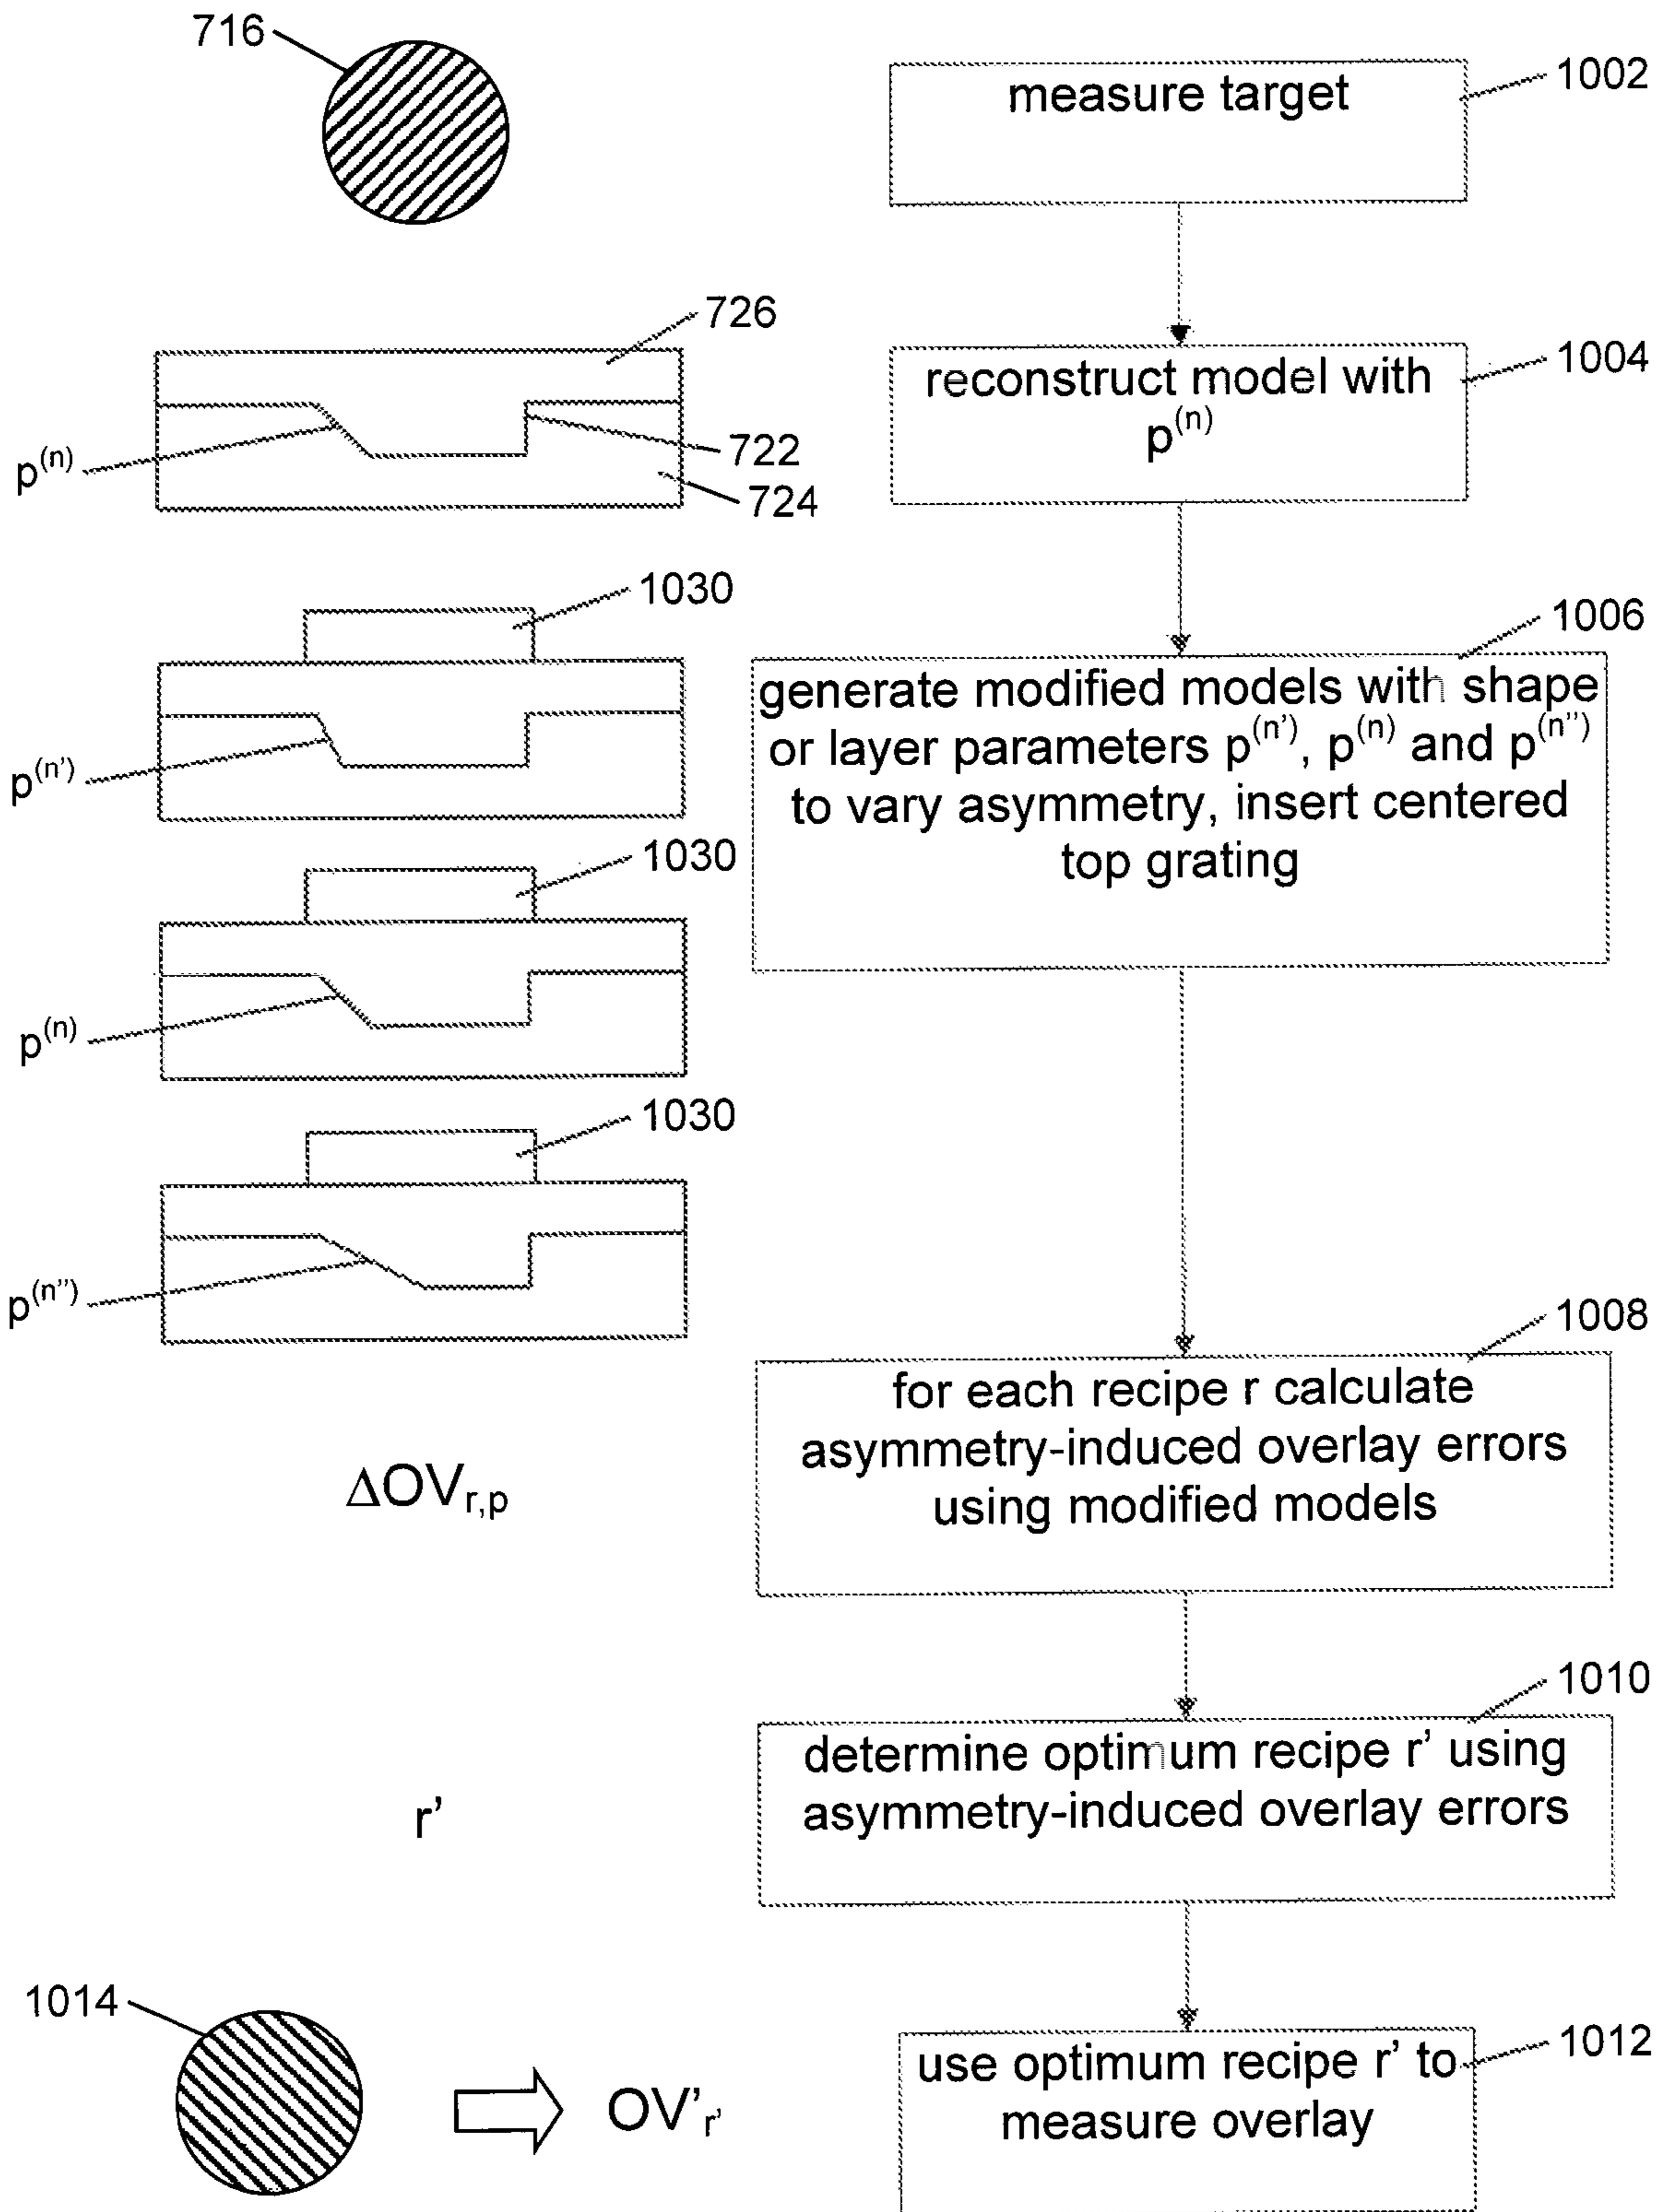 716
measure target
1002
726
reconstruct model with
p(n)
1004
p(n)
722
724
1030
1006
generate modified models with shape
or layer parameters p(n'), p(n) and p(n'')
to vary asymmetry, insert centered
top grating
p(n')
1030
p(n)
1030
p(n'')
1008
for each recipe r calculate
asymmetry-induced overlay errors
using modified models
ΔOVr,p
1010
determine optimum recipe r' using
asymmetry-induced overlay errors
r'
1014
OV'r'
use optimum recipe r' to
measure overlay
1012